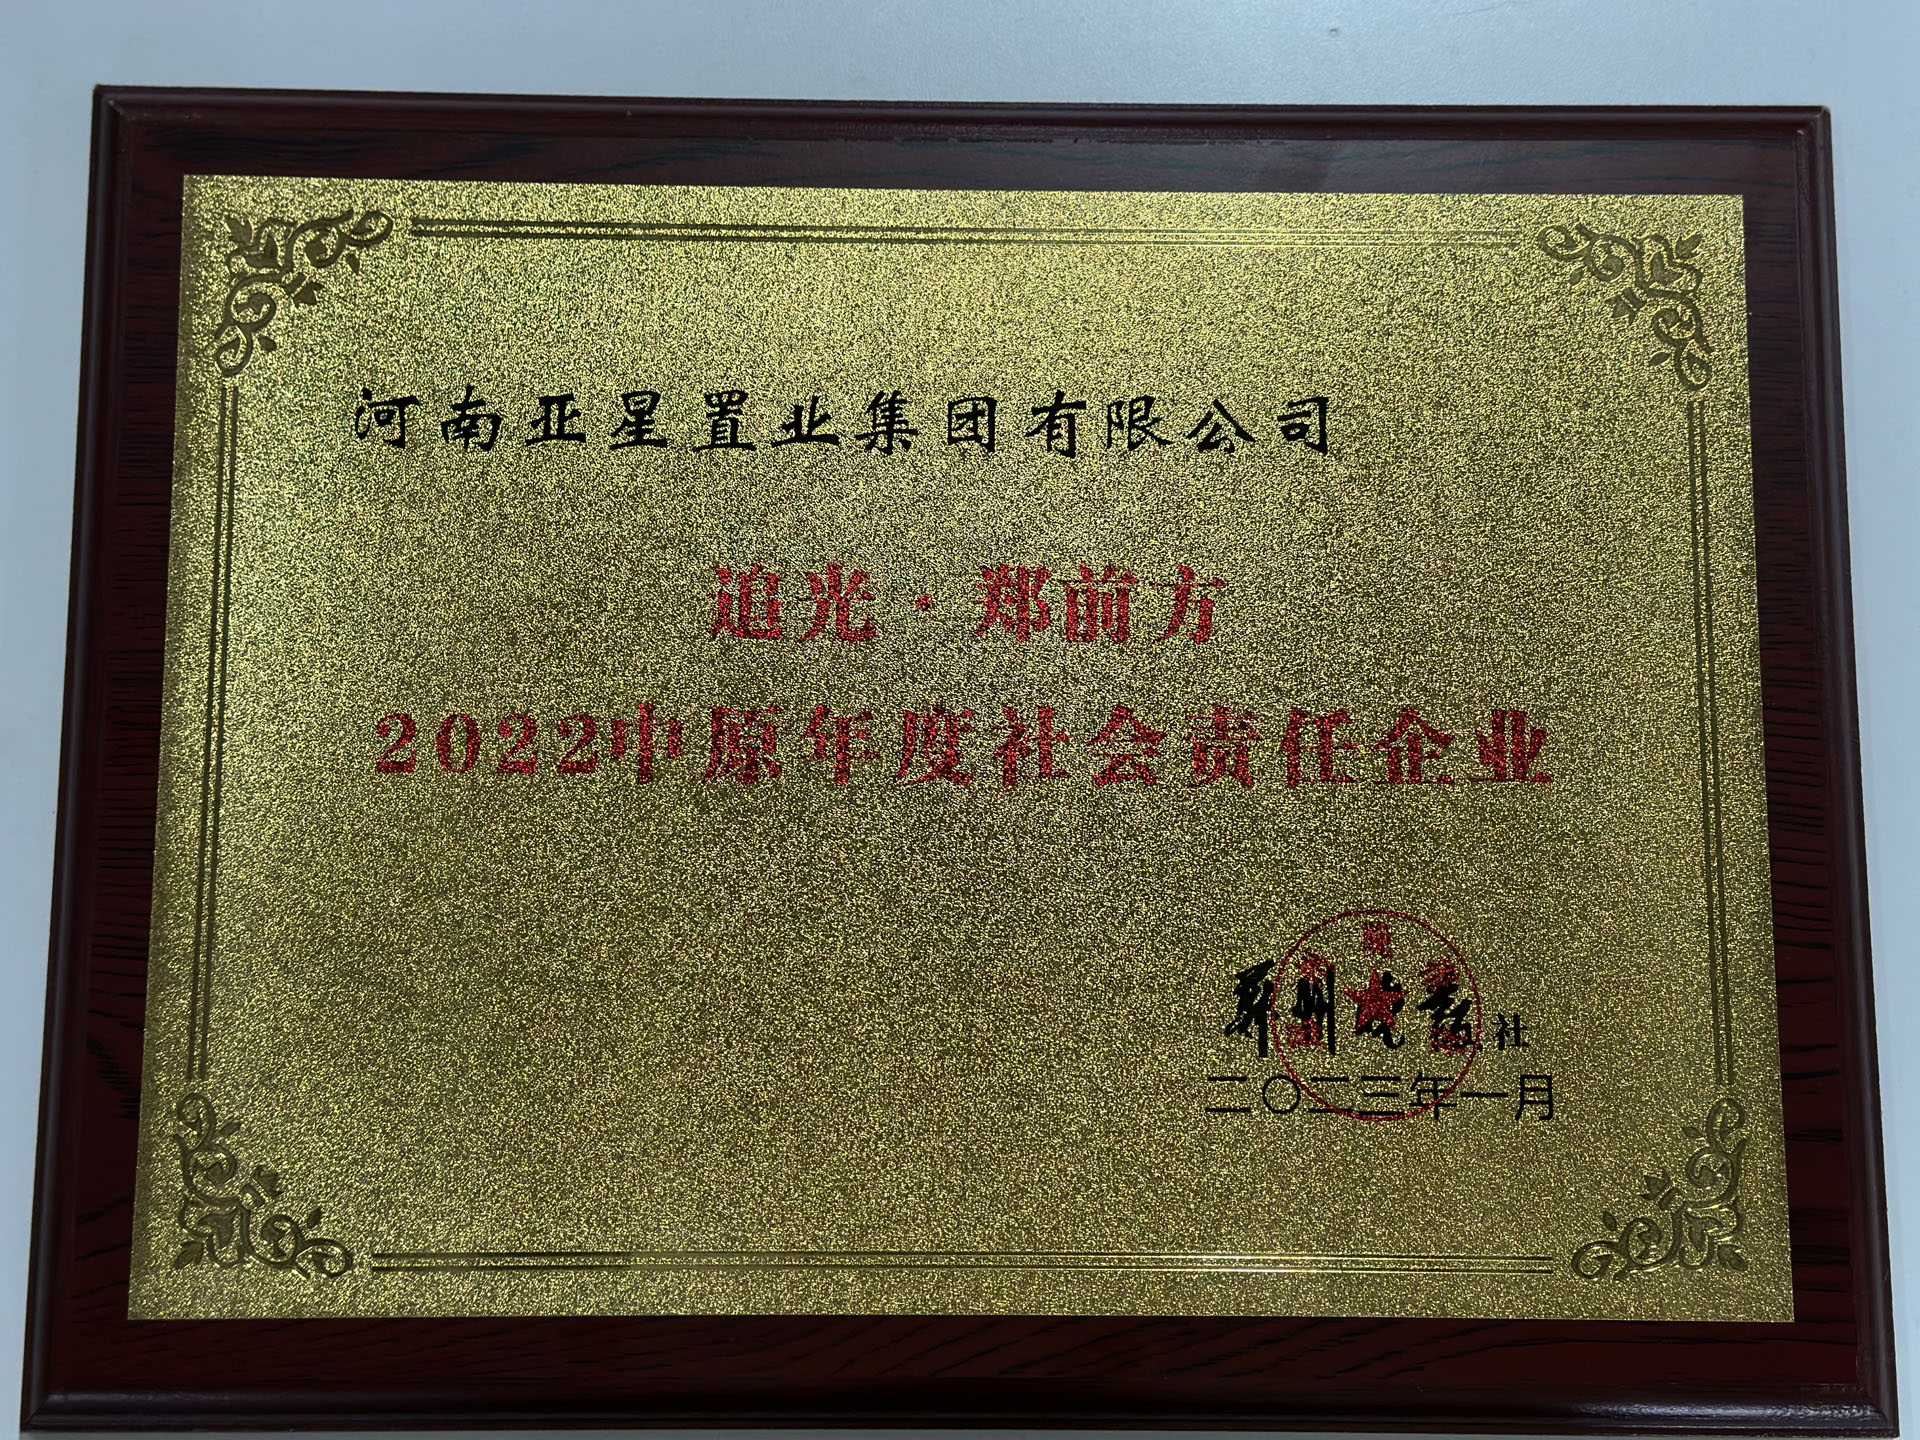 河南亚星置业集团有限公司
追光·郑前方
2022中原年度社会责任企业
郑州晚报社
二〇二三年一月